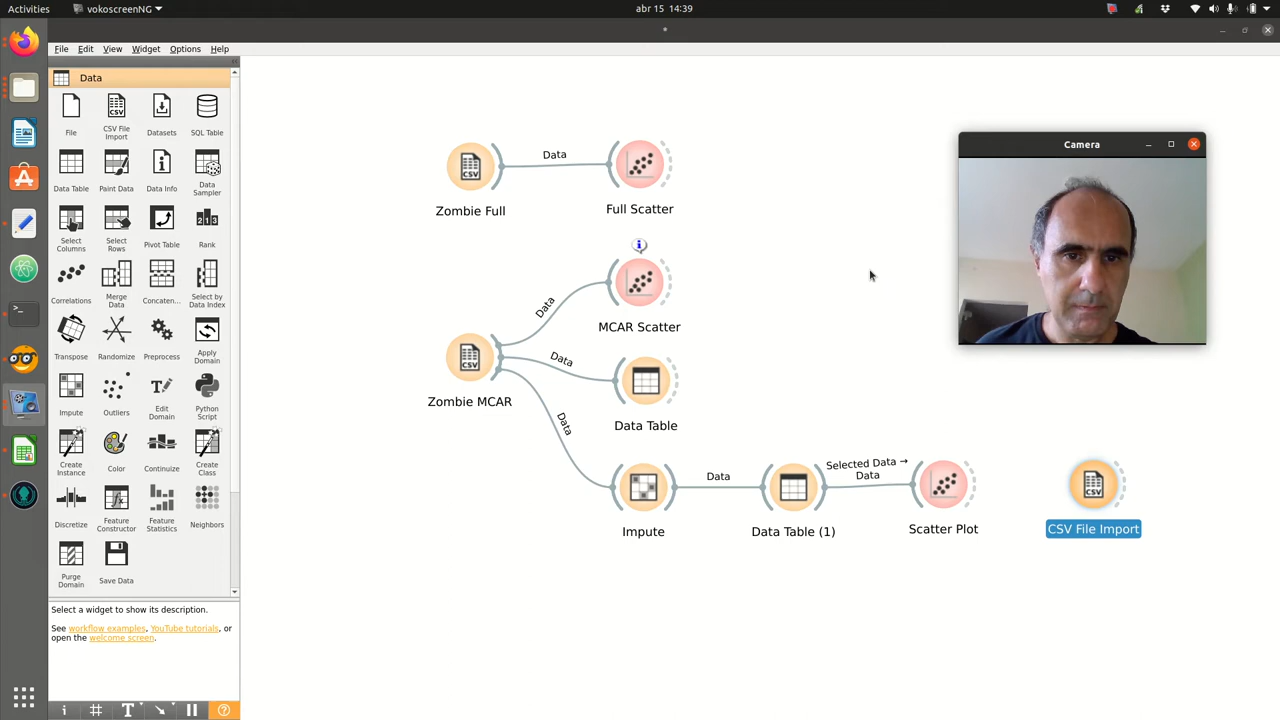 Activities
vokoscreenNG
abr 15 14:39
File Edit View Widget Options Help
Data
File
CSV File
Import
Datasets
SQL Table
Data Table
Paint Data
Data Info
Data
Sampler
Select
Columns
Select
Rows
Pivot Table
Rank
Correlations
Merge
Data
Concaten...
Select by
Data Index
Transpose
Randomize
Preprocess
Apply
Domain
Impute
Outliers
Edit
Domain
Python
Script
Create
Instance
Color
Continuize
Create
Class
Discretize
Feature
Constructor
Feature
Statistics
Neighbors
Purge
Domain
Save Data
Select a widget to show its description.
See workflow examples, YouTube tutorials, or
open the welcome screen.
Data
Zombie Full
Full Scatter
Data
MCAR Scatter
Data
Zombie MCAR
Data Table
Data
Impute
Data
Data Table (1)
Selected Data →
Data
Scatter Plot
CSV
CSV File Import
Camera